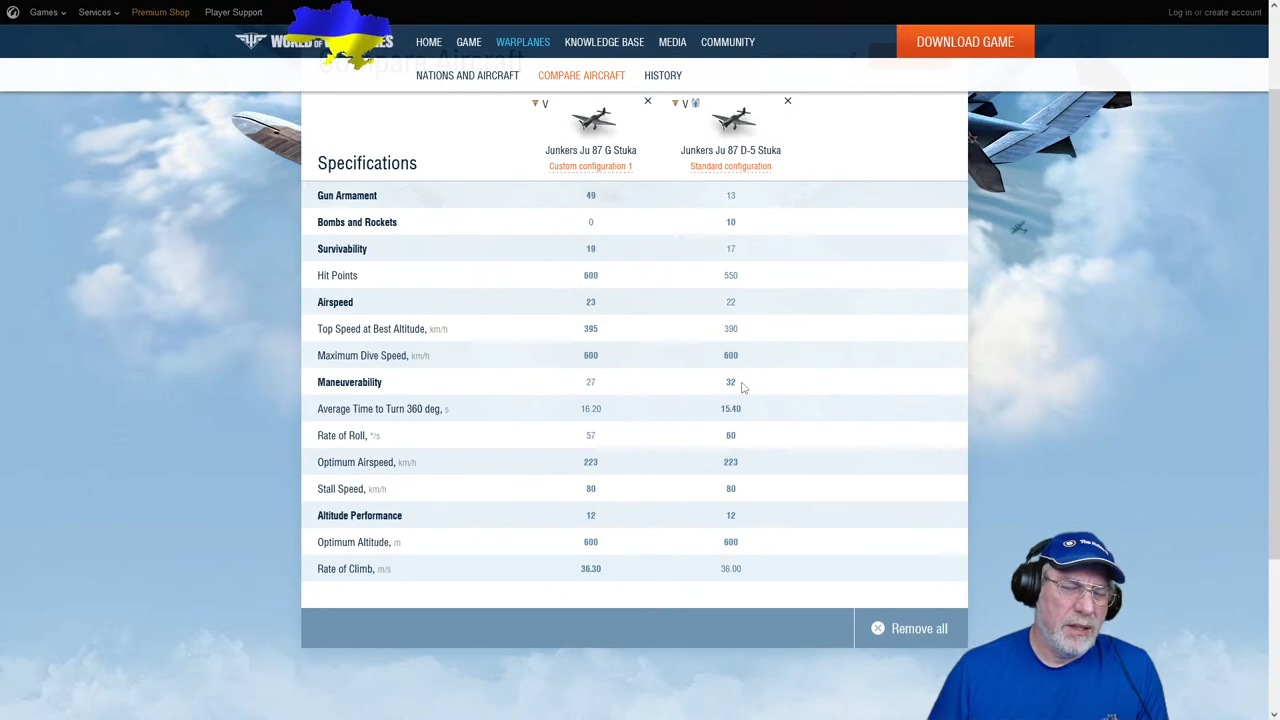 Games Services Premium Shop Player Support Log in or create account
WORLD OF WARPLANES HOME GAME WARPLANES KNOWLEDGE BASE MEDIA COMMUNITY DOWNLOAD GAME
Compare Aircraft
NATIONS AND AIRCRAFT COMPARE AIRCRAFT HISTORY
V V
Junkers Ju 87 G Stuka Junkers Ju 87 D-5 Stuka
Specifications Custom configuration 1 Standard configuration
Gun Armament 49 13
Bombs and Rockets 0 10
Survivability 19 17
Hit Points 600 550
Airspeed 23 22
Top Speed at Best Altitude, km/h 395 390
Maximum Dive Speed, km/h 600 600
Maneuverability 27 32
Average Time to Turn 360 deg, s 16.20 15.40
Rate of Roll, °/s 57 60
Optimum Airspeed, km/h 223 223
Stall Speed, km/h 80 80
Altitude Performance 12 12
Optimum Altitude, m 600 600
Rate of Climb, m/s 36.30 36.00
Remove all